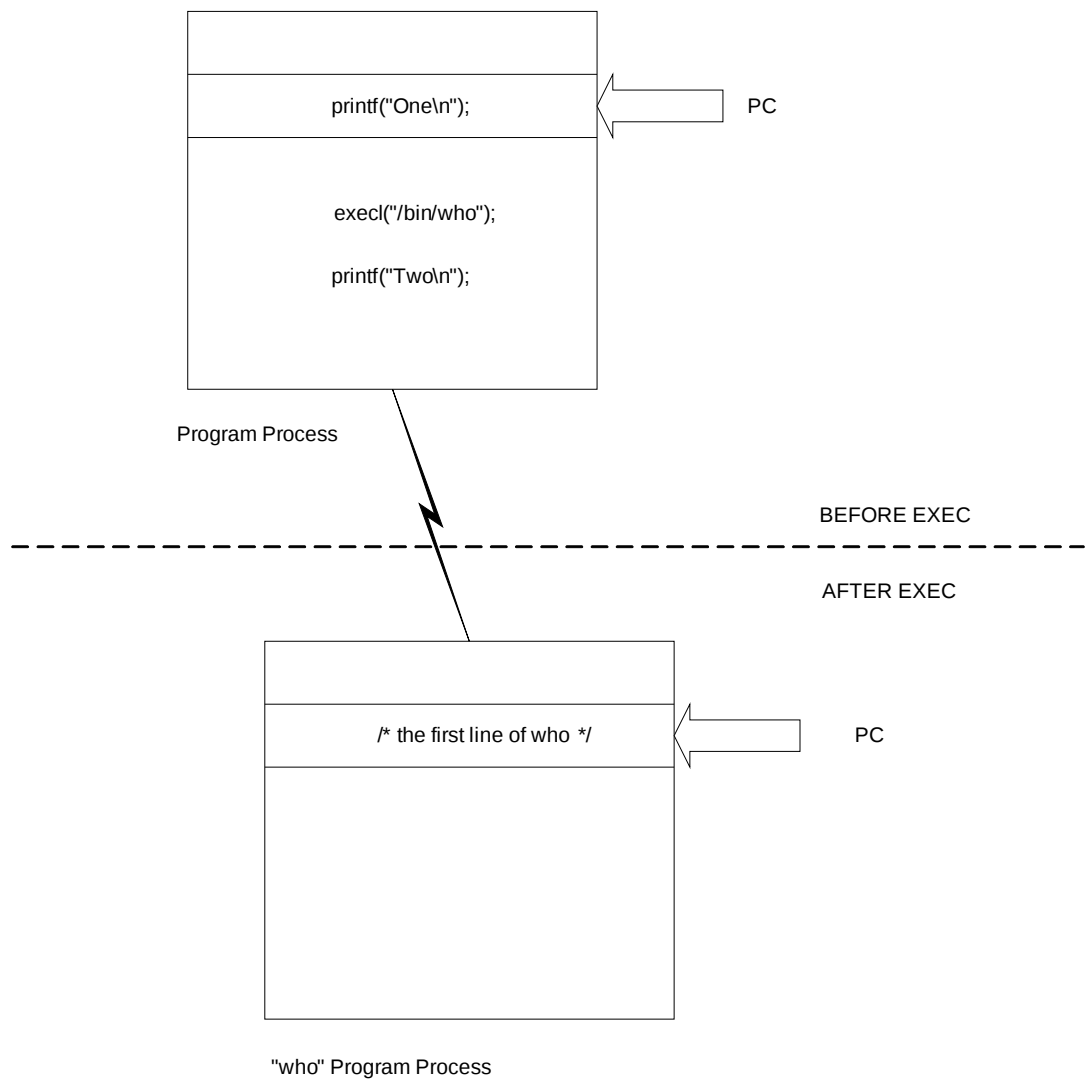 printf("One\n");
PC
execl("/bin/who");
printf("Two\n");
Program Process
BEFORE EXEC
AFTER EXEC
/* the first line of who */
PC
"who" Program Process